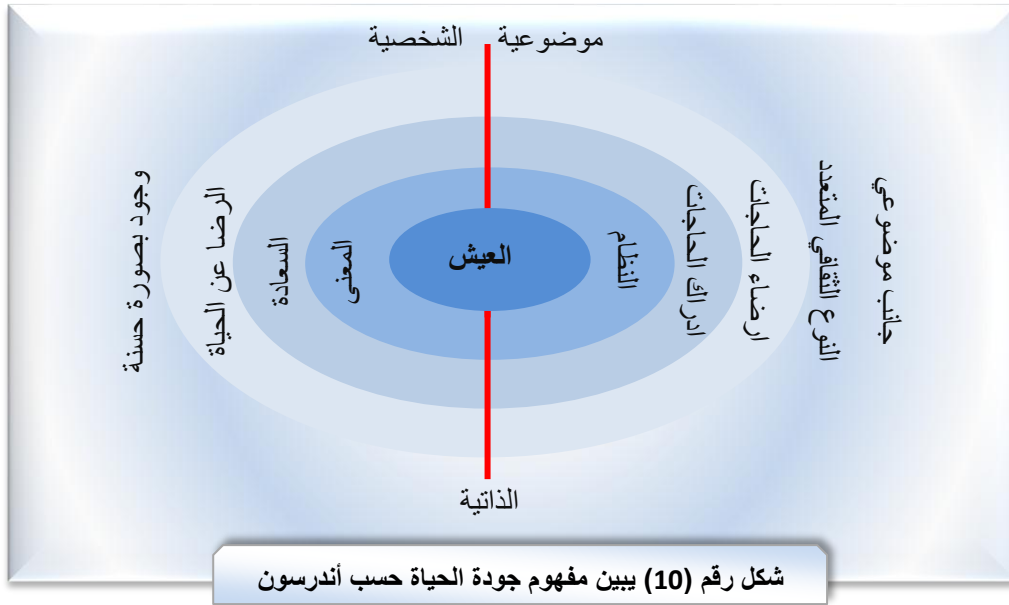 موضوعية
الشخصية
جانب موضوعي
النوع الثقافي المتعدد
ارضاء الحاجات
ادراك الحاجات
النظام
العيش
المعنى
السعادة
الرضا عن الحياة
وجود بصورة حسنة
الذاتية
شكل رقم (10) يبين مفهوم جودة الحياة حسب أندرسون